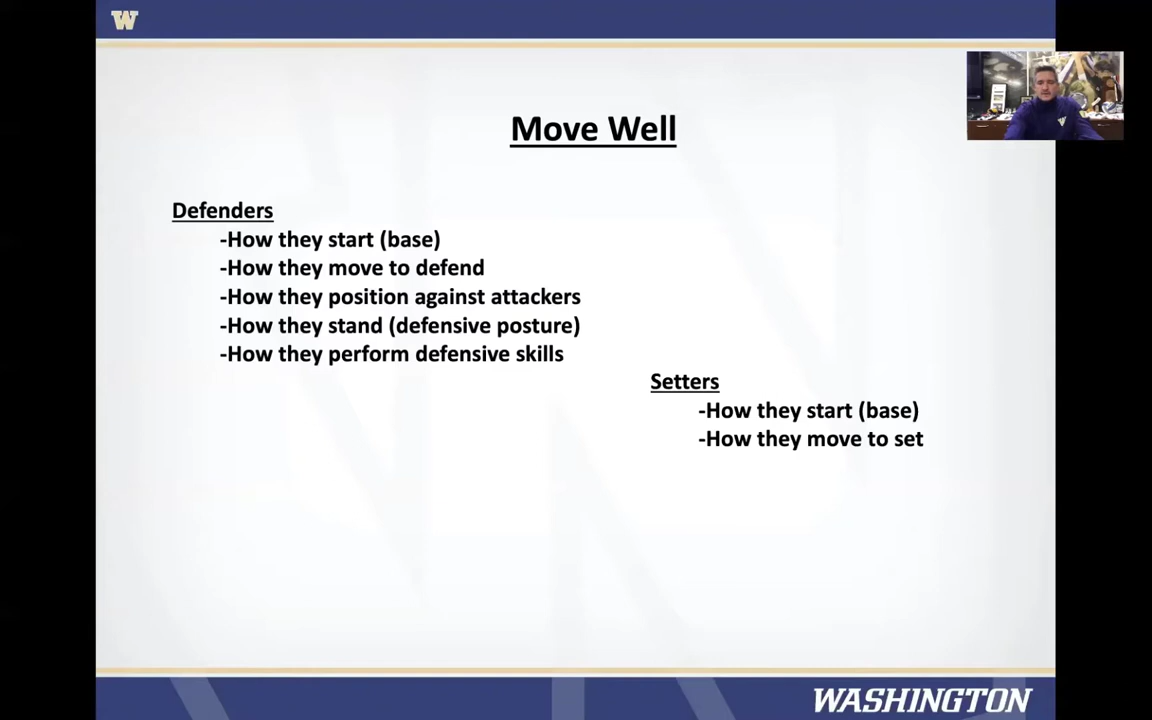 W
Move Well
Defenders
-How they start (base)
-How they move to defend
-How they position against attackers
-How they stand (defensive posture)
-How they perform defensive skills
Setters
-How they start (base)
-How they move to set
WASHINGTON